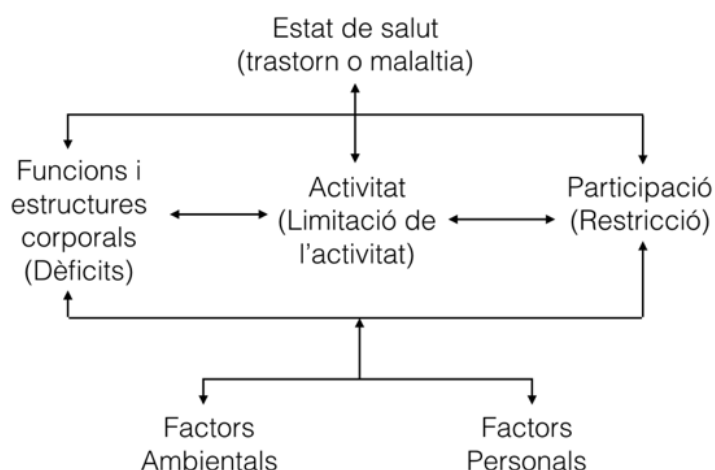 Estat de salut
(trastorn o malaltia)
Funcions i
estructures
corporals
(Dèficits)
Activitat
(Limitació de
l'activitat)
Participació
(Restricció)
Factors
Ambientals
Factors
Personals